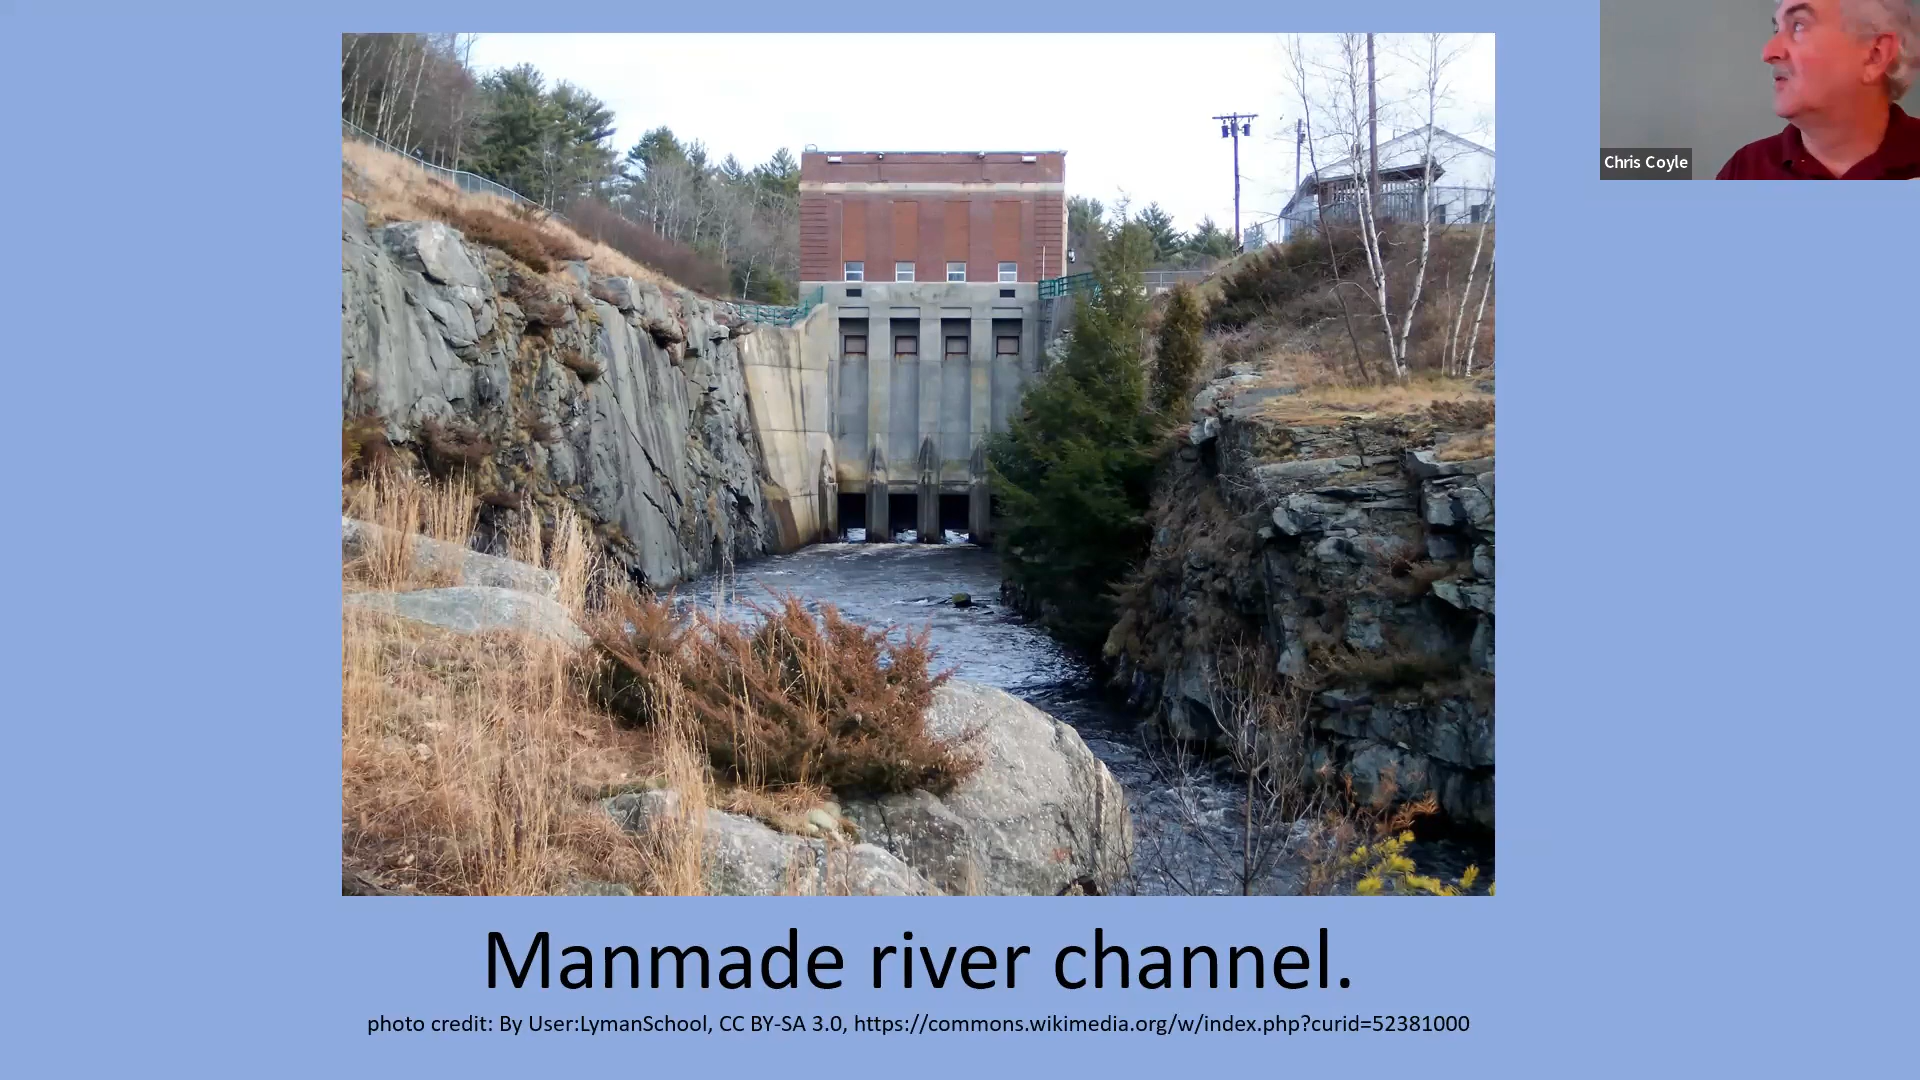 Chris Coyle
Manmade river channel.
photo credit: By User:LymanSchool, CC BY-SA 3.0, https://commons.wikimedia.org/w/index.php?curid=52381000